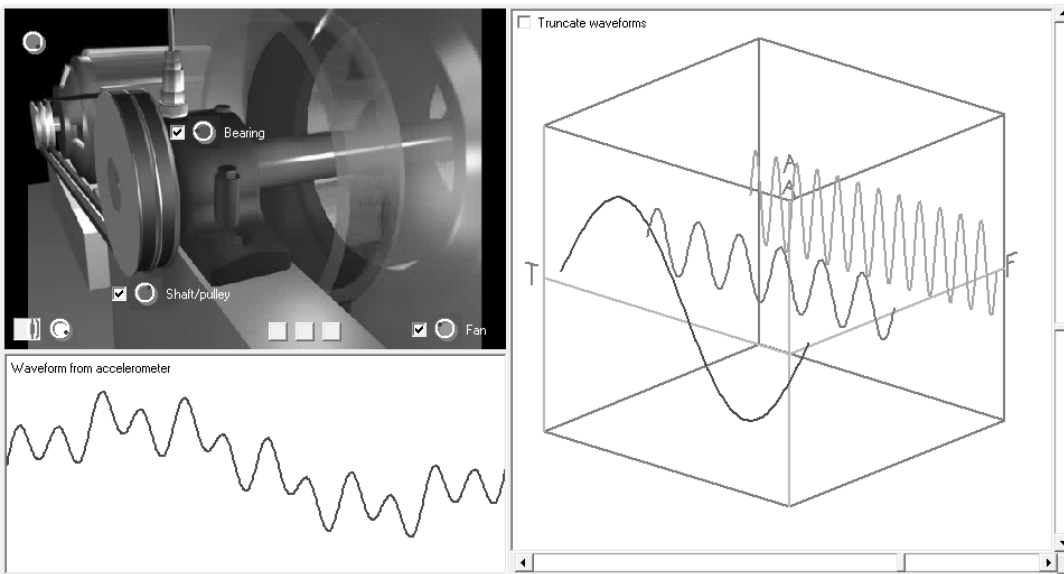 Bearing
Shaft/pulley
Fan
Waveform from accelerometer
Truncate waveforms
A
A
T
F